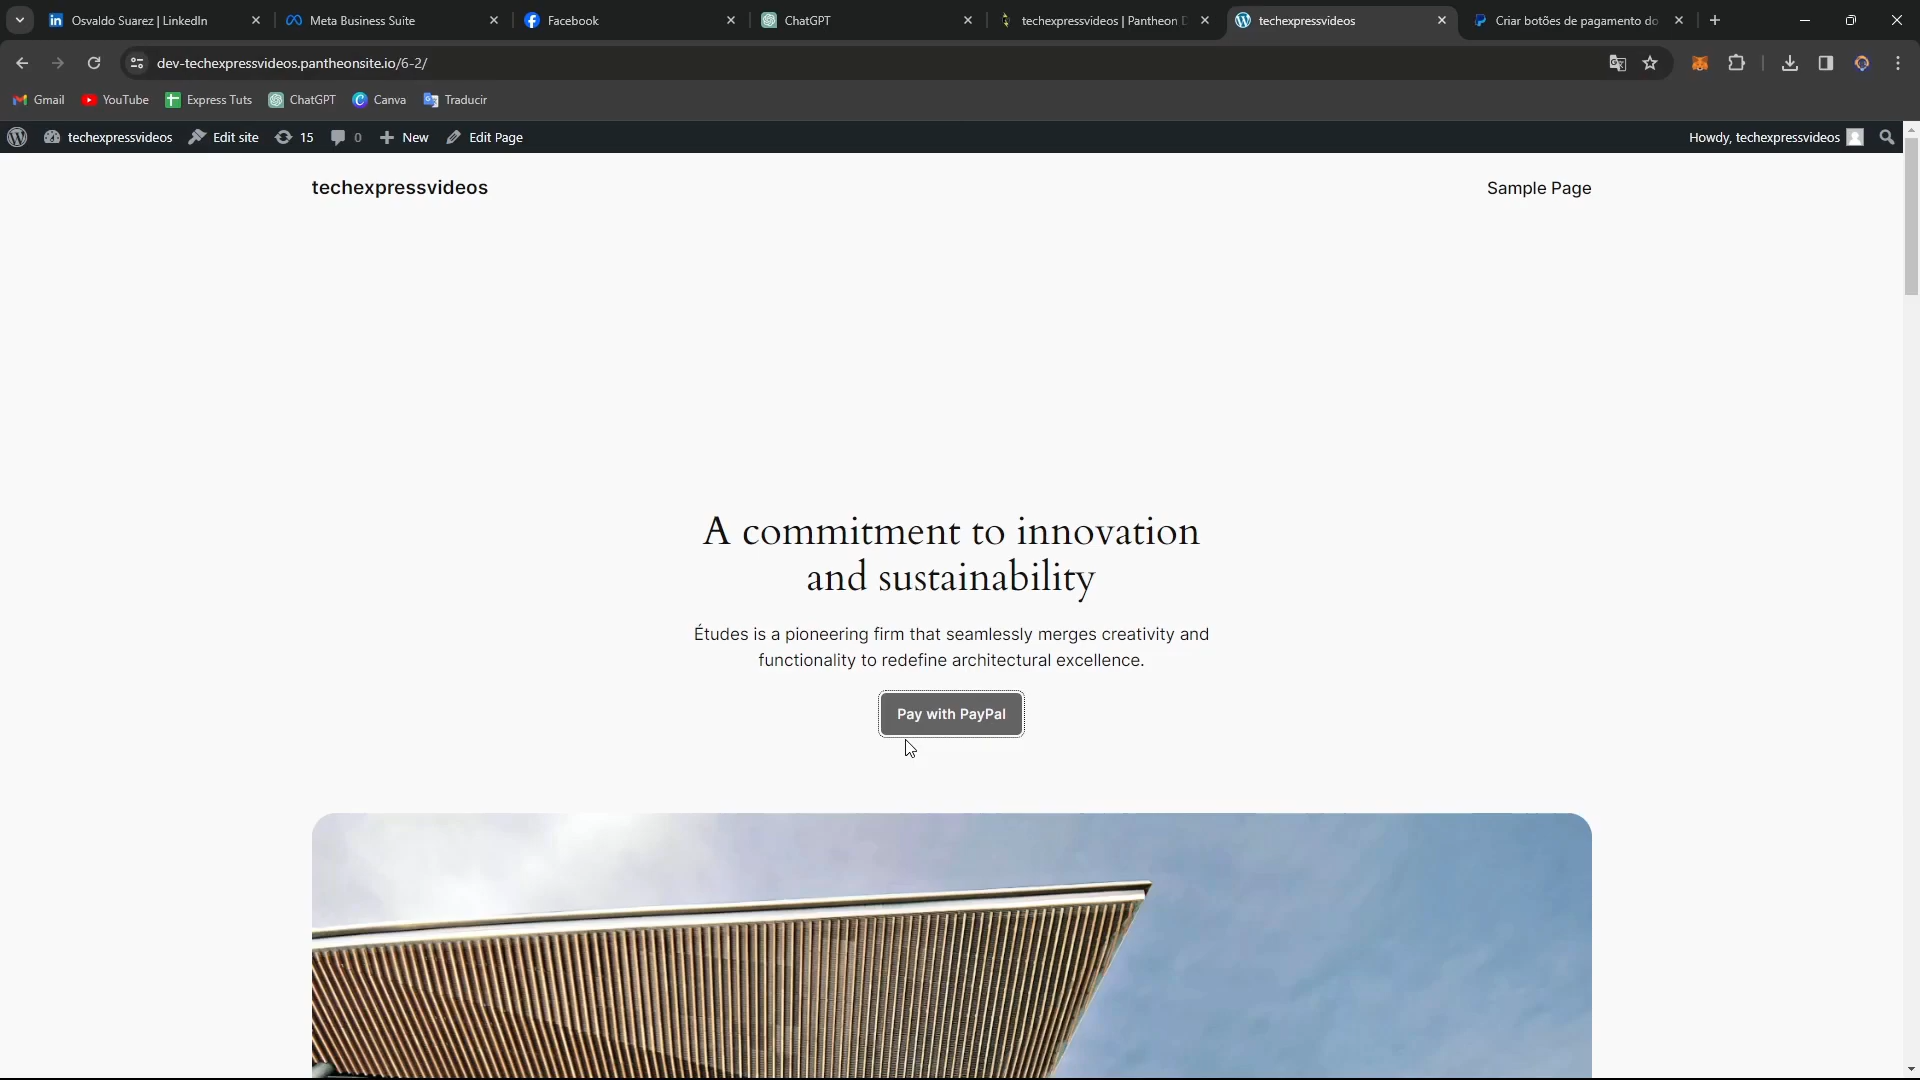 Osvaldo Suarez | LinkedIn
Meta Business Suite
Facebook
ChatGPT
techexpressvideos | Pantheon
techexpressvideos
Criar botões de pagamento do
dev-techexpressvideos.pantheonsite.io/6-2/
Gmail
YouTube
Express Tuts
ChatGPT
Canva
Traducir
techexpressvideos
Edit site
15
0
New
Edit Page
Howdy, techexpressvideos
techexpressvideos
Sample Page
A commitment to innovation
and sustainability
Études is a pioneering firm that seamlessly merges creativity and
functionality to redefine architectural excellence.
Pay with PayPal